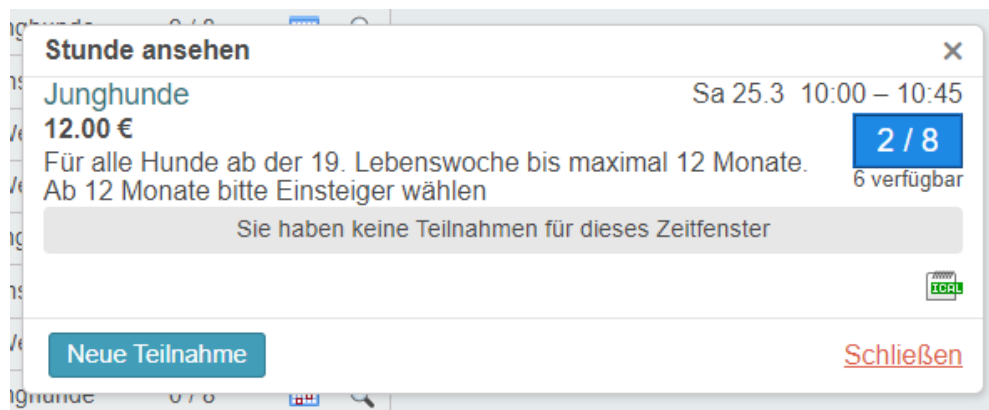 Stunde ansehen ×
Junghunde Sa 25.3 10:00 – 10:45
12.00 €
2 / 8
Für alle Hunde ab der 19. Lebenswoche bis maximal 12 Monate.
6 verfügbar
Ab 12 Monate bitte Einsteiger wählen
Sie haben keine Teilnahmen für dieses Zeitfenster
ICAL
Neue Teilnahme Schließen